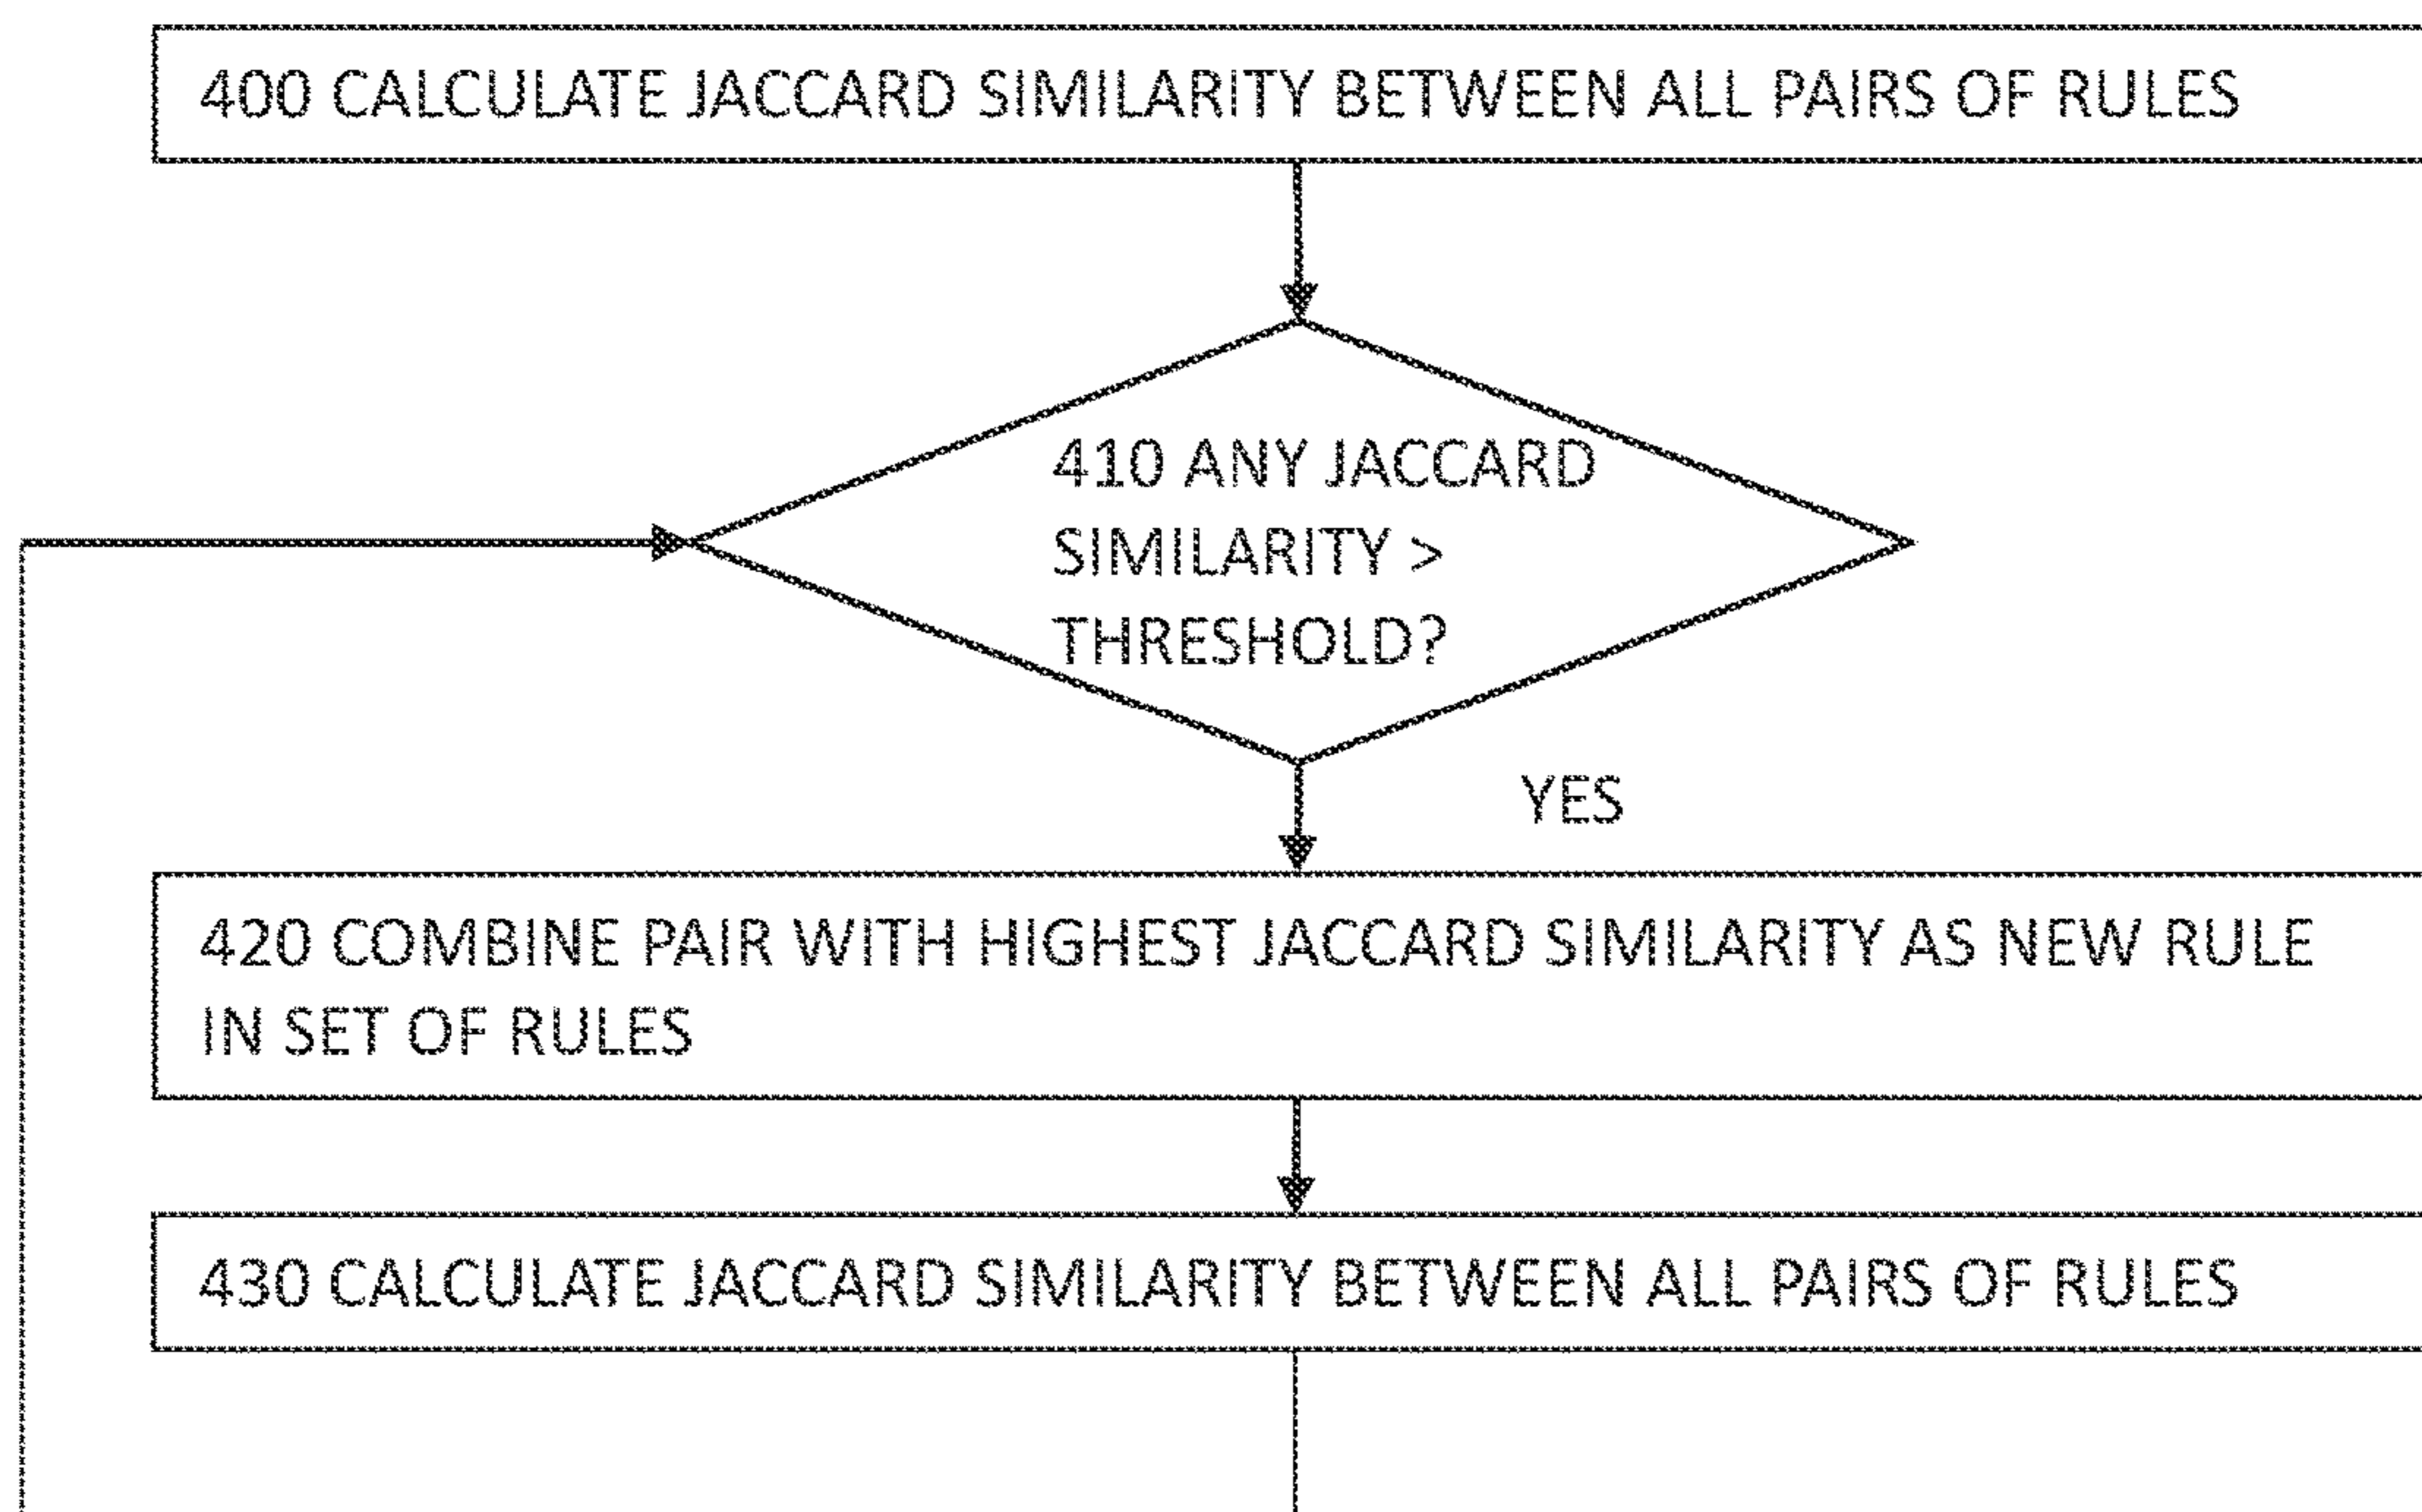 400 CALCULATE JACCARD SIMILARITY BETWEEN ALL PAIRS OF RULES
410 ANY JACCARD
SIMILARITY >
THRESHOLD?
YES
420 COMBINE PAIR WITH HIGHEST JACCARD SIMILARITY AS NEW RULE
IN SET OF RULES
430 CALCULATE JACCARD SIMILARITY BETWEEN ALL PAIRS OF RULES